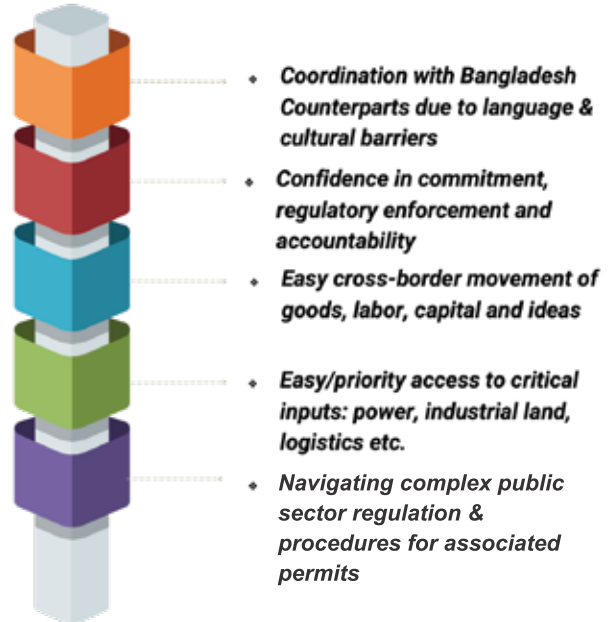 Coordination with Bangladesh
Counterparts due to language &
cultural barriers
Confidence in commitment,
regulatory enforcement and
accountability
Easy cross-border movement of
goods, labor, capital and ideas
Easy/priority access to critical
inputs: power, industrial land,
logistics etc.
Navigating complex public
sector regulation &
procedures for associated
permits